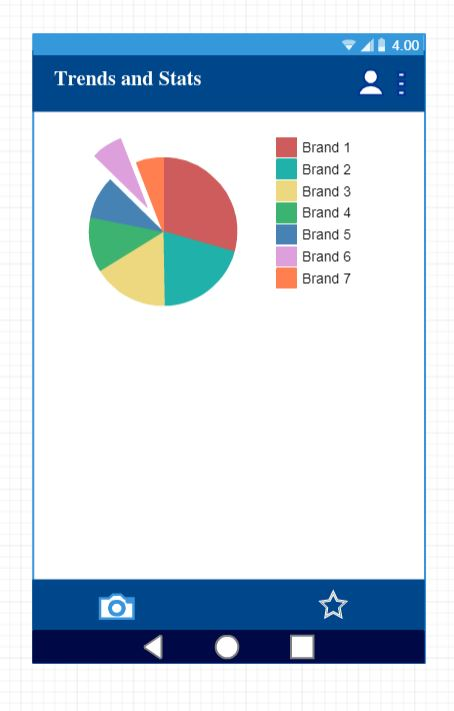 4.00
Trends and Stats
Brand 1
Brand 2
Brand 3
Brand 4
Brand 5
Brand 6
Brand 7